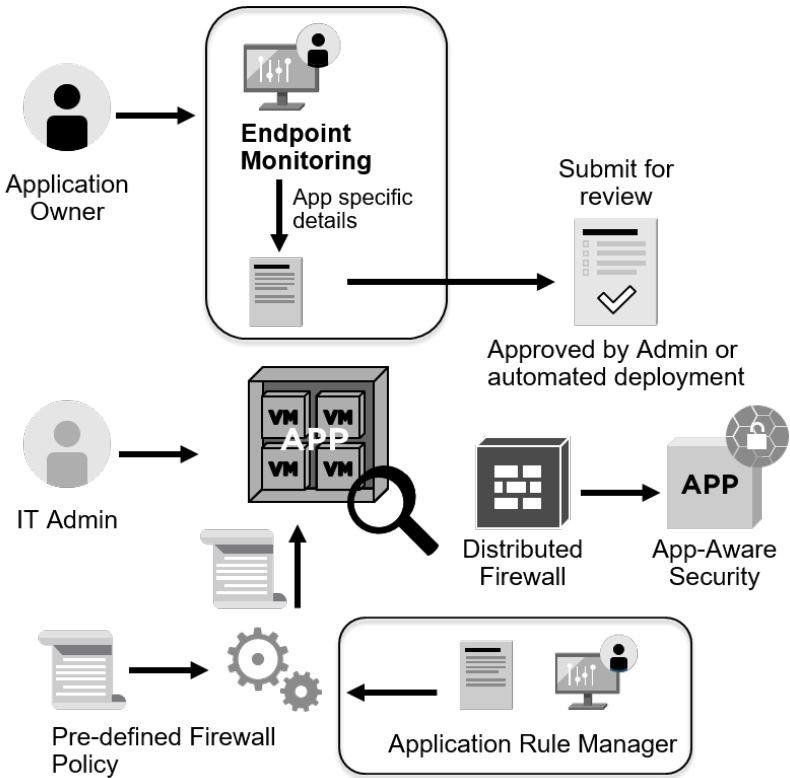 Application
Owner
Endpoint
Monitoring
App specific
details
Submit for
review
Approved by Admin or
automated deployment
IT Admin
VM VM
APP
VM VM
Distributed
Firewall
APP
App-Aware
Security
Pre-defined Firewall
Policy
Application Rule Manager